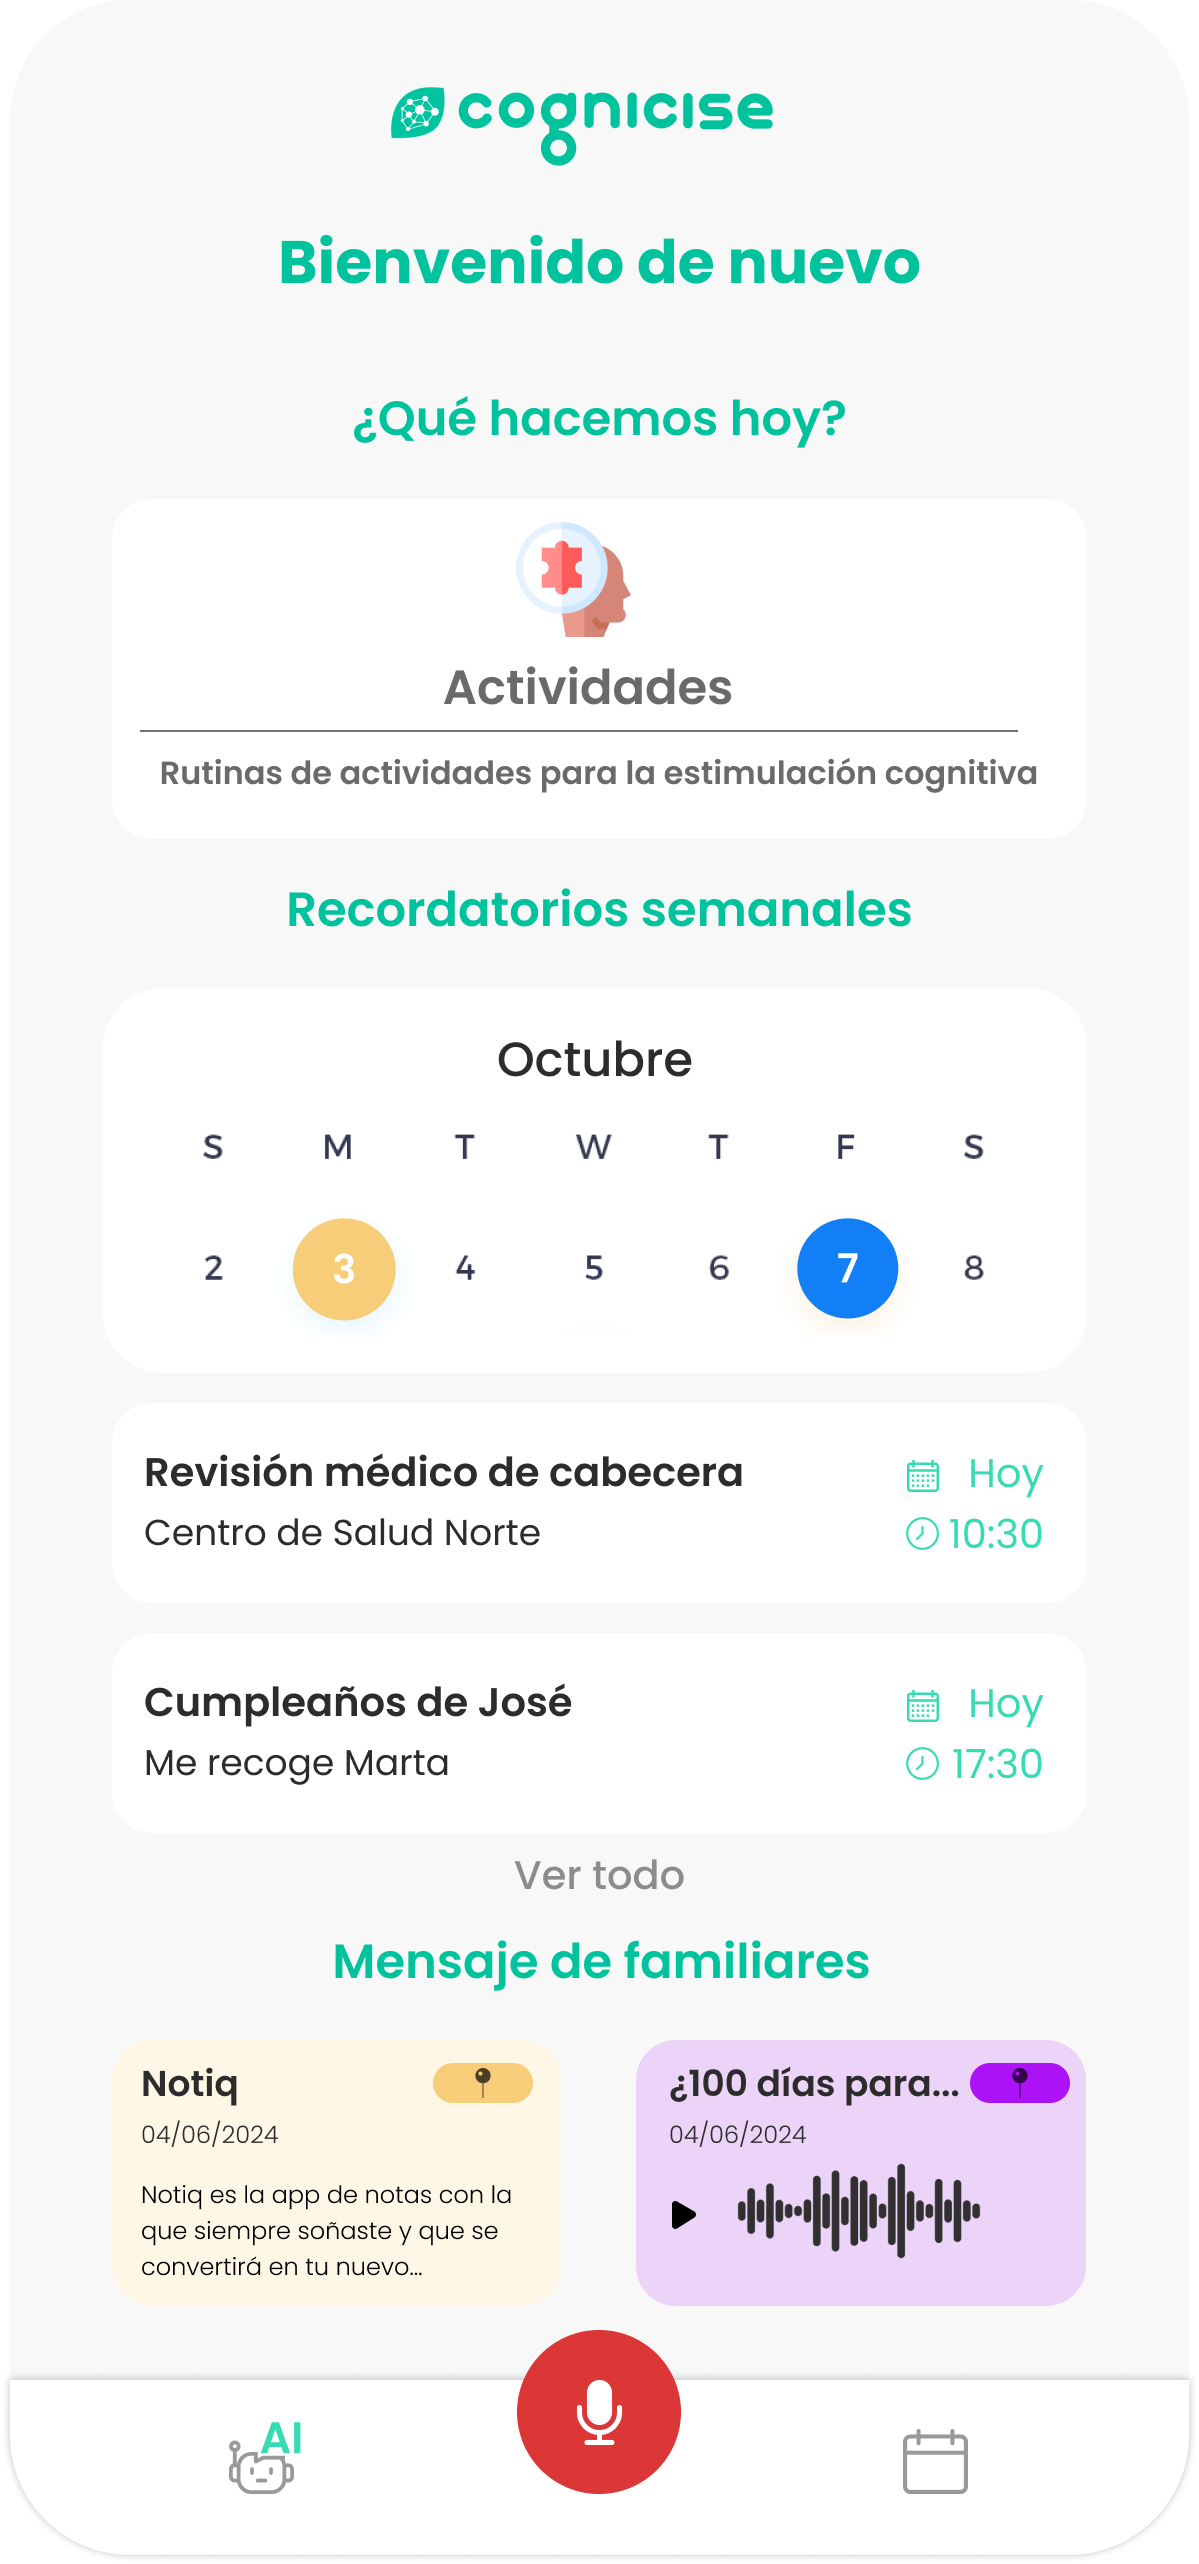 cognicise
Bienvenido de nuevo
¿Qué hacemos hoy?
Actividades
Rutinas de actividades para la estimulación cognitiva
Recordatorios semanales
Octubre
S M T W T F S
2 3 4 5 6 7 8
Revisión médico de cabecera
Hoy
Centro de Salud Norte
10:30
Cumpleaños de José
Hoy
Me recoge Marta
17:30
Ver todo
Mensaje de familiares
Notiq
04/06/2024
Notiq es la app de notas con la
que siempre soñaste y que se
convertirá en tu nuevo...
¿100 días para...
04/06/2024
AI